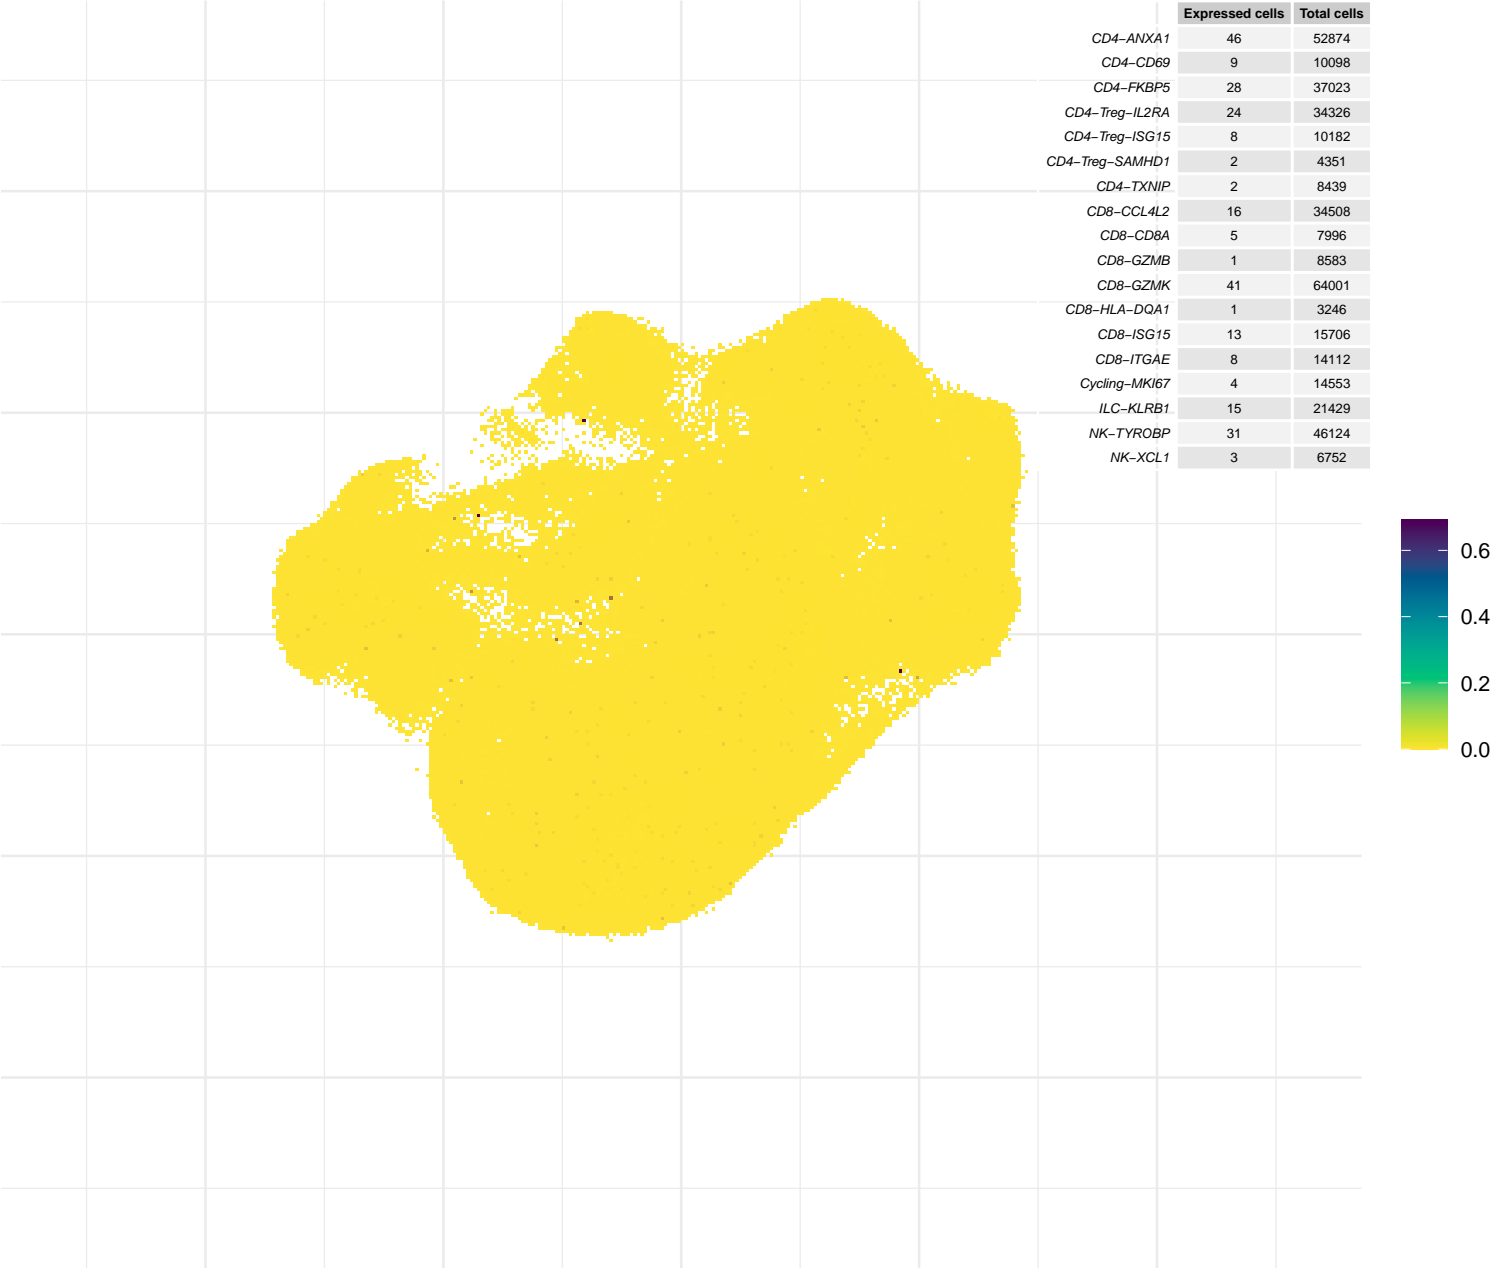 Expressed cells Total cells
CD4−ANXA1 46 52874
CD4−CD69 9 10098
CD4−FKBP5 28 37023
CD4−Treg−IL2RA 24 34326
CD4−Treg−ISG15 8 10182
CD4−Treg−SAMHD1 2 4351
CD4−TXNIP 2 8439
CD8−CCL4L2 16 34508
CD8−CD8A 5 7996
CD8−GZMB 1 8583
CD8−GZMK 41 64001
CD8−HLA−DQA1 1 3246
CD8−ISG15 13 15706
CD8−ITGAE 8 14112
Cycling−MKI67 4 14553
ILC−KLRB1 15 21429
NK−TYROBP 31 46124
NK−XCL1 3 6752
0.6
0.4
0.2
0.0